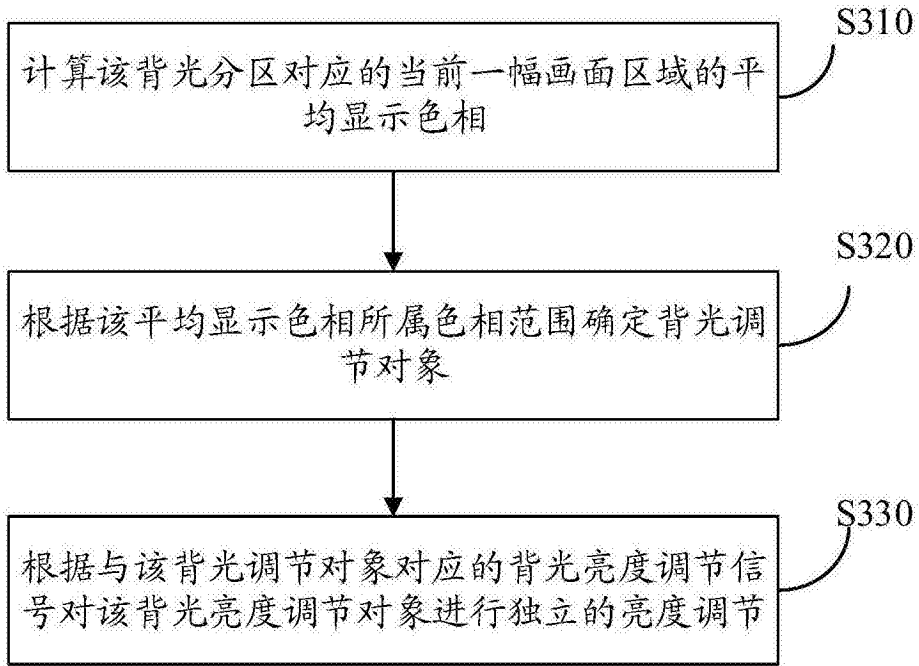 S310
计算该背光分区对应的当前一幅画面区域的平
均显示色相
S320
根据该平均显示色相所属色相范围确定背光调
节对象
S330
根据与该背光调节对象对应的背光亮度调节信
号对该背光亮度调节对象进行独立的亮度调节